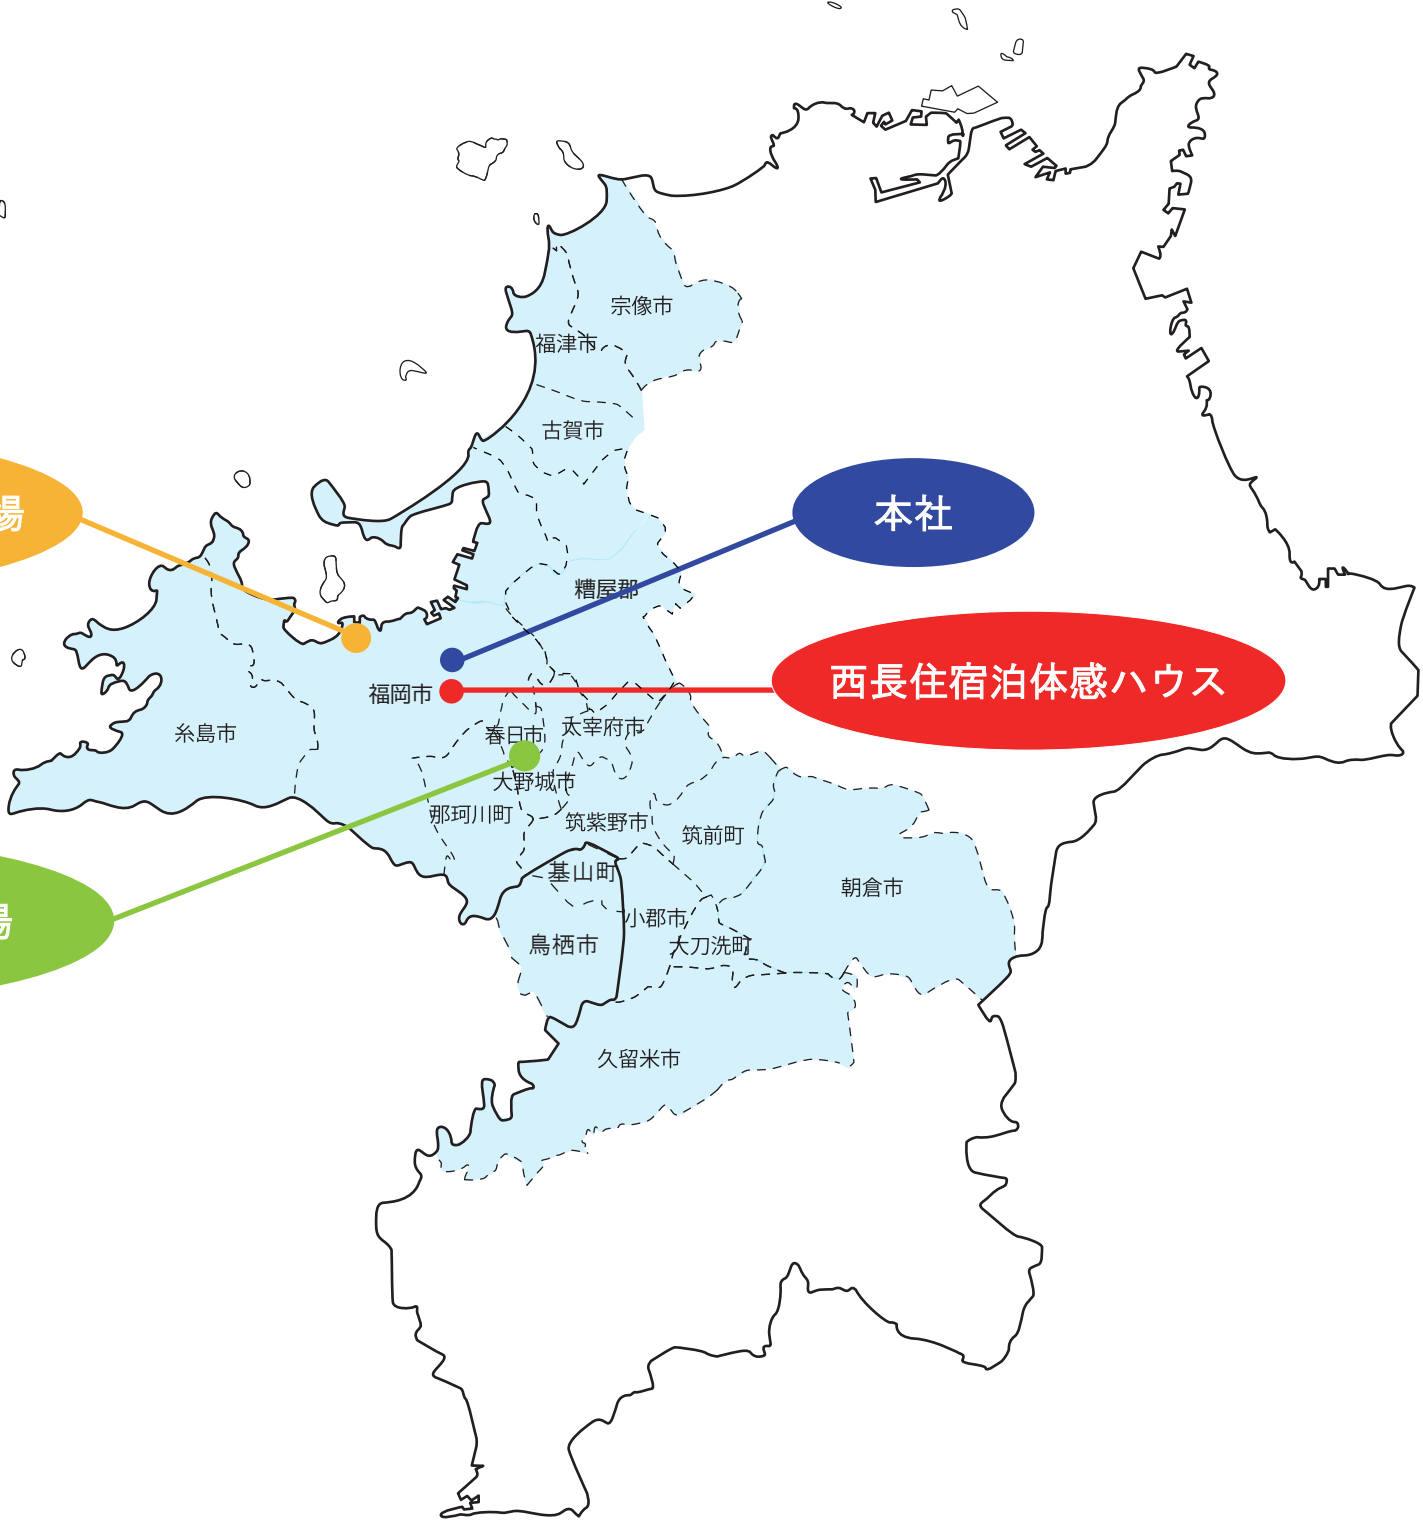 宗像市
福津市
古賀市
場
本社
糟屋郡
西長住宿泊体感ハウス
福岡市
糸島市
春日市
太宰府市
大野城市
那珂川町
筑紫野市
筑前町
基山町
朝倉市
場
小郡市
鳥栖市
大刀洗町
久留米市